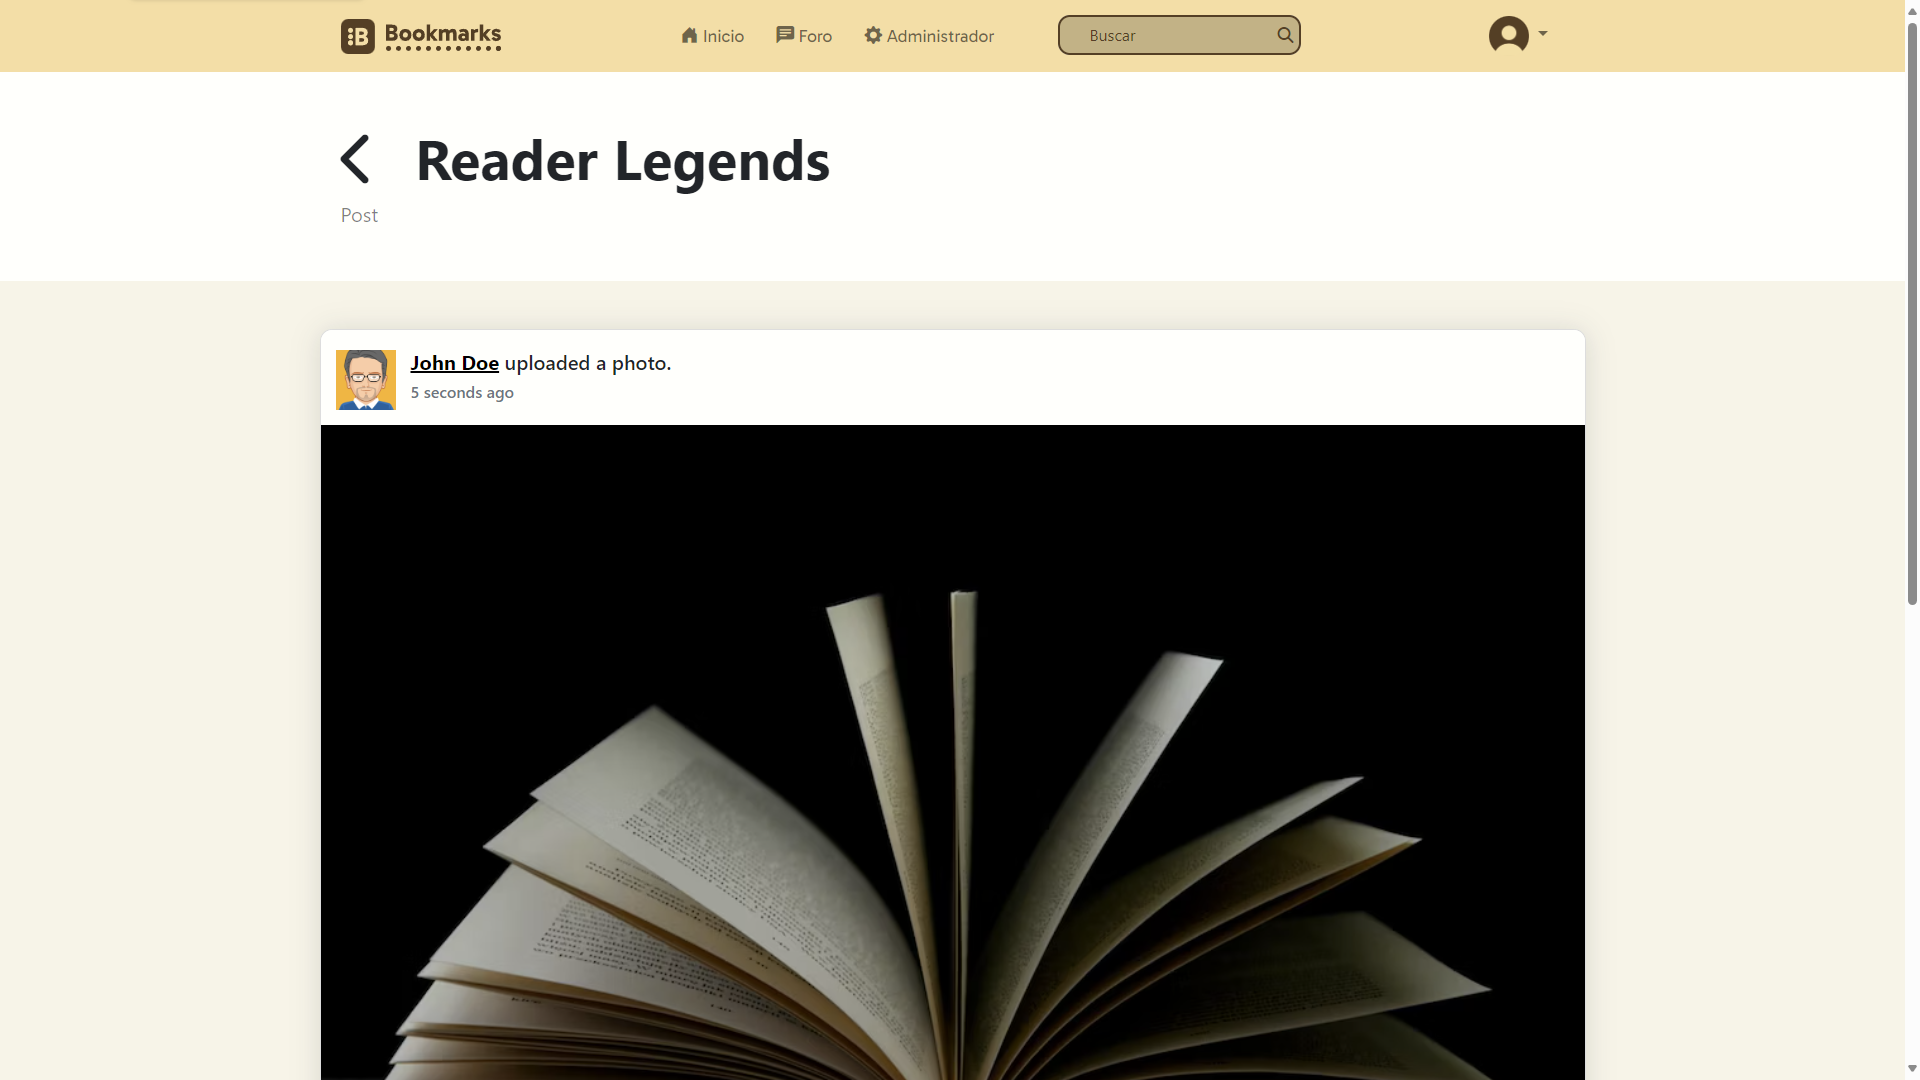 Bookmarks
Inicio
Foro
Administrador
Buscar
Reader Legends
Post
John Doe uploaded a photo.
5 seconds ago